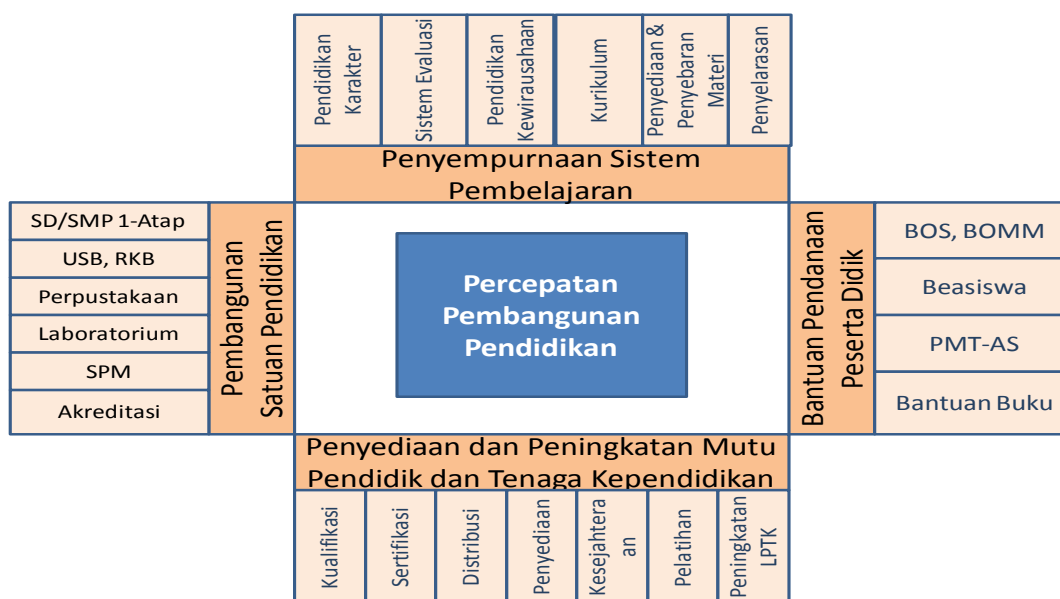 Pendidikan
Karakter
Sistem Evaluasi
Pendidikan
Kewirausahaan
Kurikulum
Penyediaan &
Penyebaran
Materi
Penyelarasan
Penyempurnaan Sistem
Pembelajaran
SD/SMP 1-Atap
USB, RKB
Perpustakaan
Laboratorium
SPM
Akreditasi
Pembangunan
Satuan Pendidikan
Percepatan
Pembangunan
Pendidikan
Bantuan Pendanaan
Peserta Didik
BOS, BOMM
Beasiswa
PMT-AS
Bantuan Buku
Penyediaan dan Peningkatan Mutu
Pendidik dan Tenaga Kependidikan
Kualifikasi
Sertifikasi
Distribusi
Penyediaan
Kesejahtera
an
Pelatihan
Peningkatan
LPTK